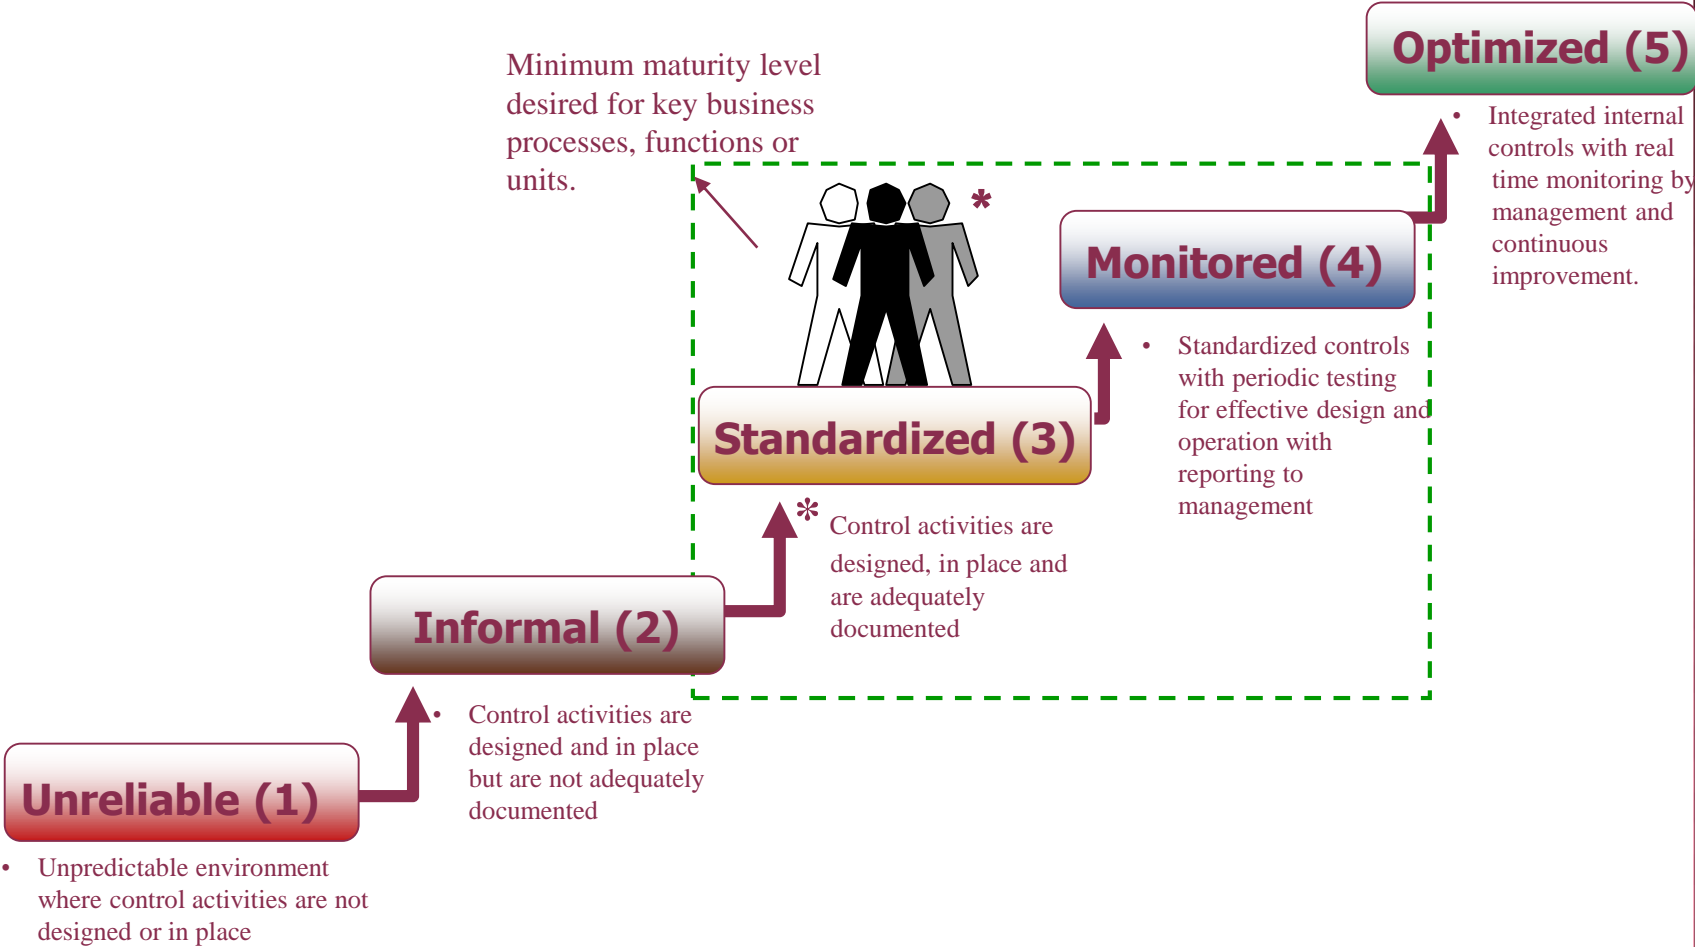 Optimized (5)
• Integrated internal
controls with real
time monitoring by
management and
continuous
improvement.
Minimum maturity level
desired for key business
processes, functions or
units.
*
Monitored (4)
• Standardized controls
with periodic testing
for effective design and
operation with
reporting to
management
Standardized (3)
* Control activities are
designed, in place and
are adequately
documented
Informal (2)
• Control activities are
designed and in place
but are not adequately
documented
Unreliable (1)
• Unpredictable environment
where control activities are not
designed or in place